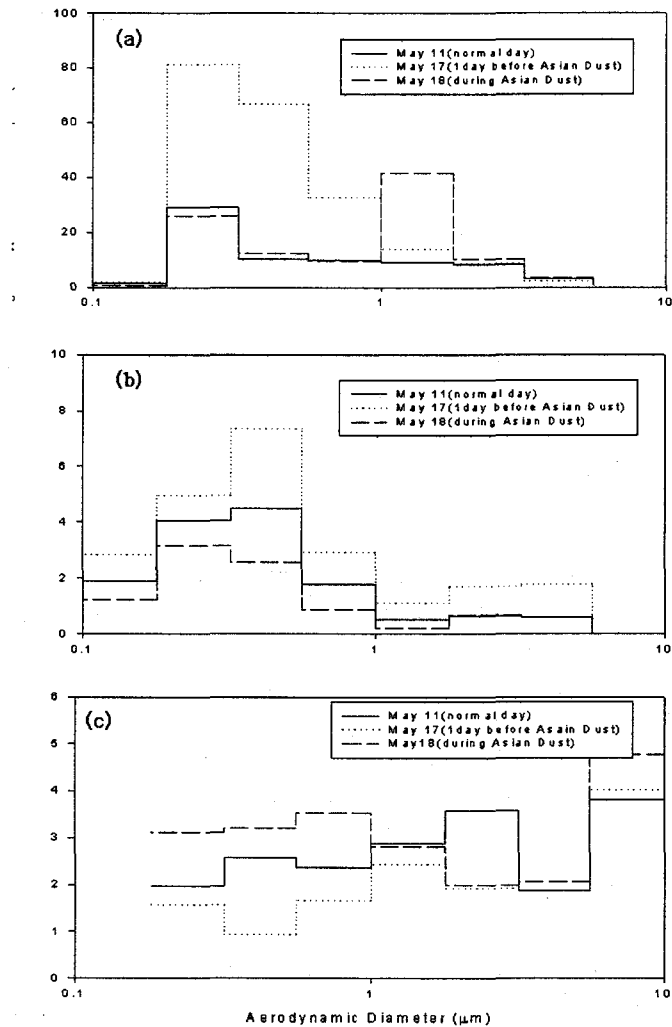 (a)
May 11(normal day)
May 17(1day before Asian Dust)
May 18(during Asian Dust)
100
80
60
40
20
0
0.1
1
10
(b)
May 11(normal day)
May 17(1day before Asian Dust)
May 18(during Asian Dust)
10
8
6
4
2
0
0.1
1
10
(c)
May 11(normal day)
May 17(1day before Asain Dust)
May18(during Asian Dust)
6
5
4
3
2
1
0
0.1
1
10
Aerodynamic Diameter (μm)